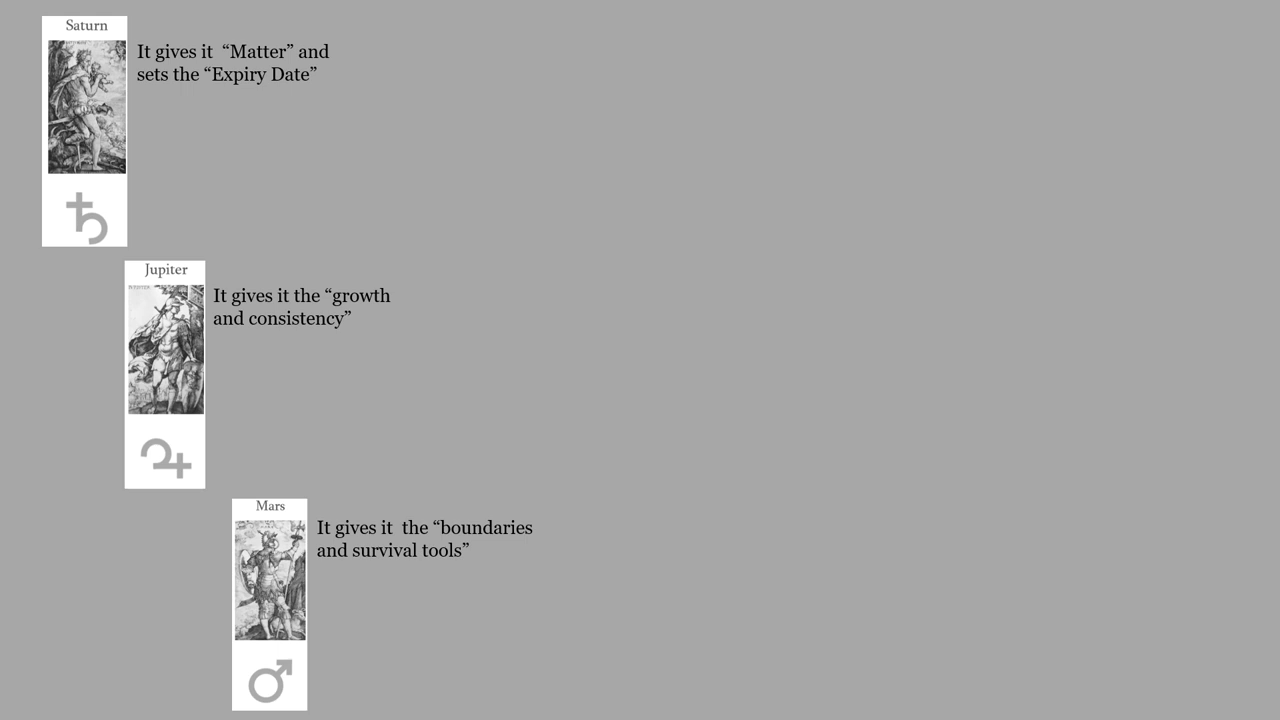 Saturn
It gives it “Matter” and
sets the “Expiry Date”
Jupiter
It gives it the “growth
and consistency”
Mars
It gives it the “boundaries
and survival tools”